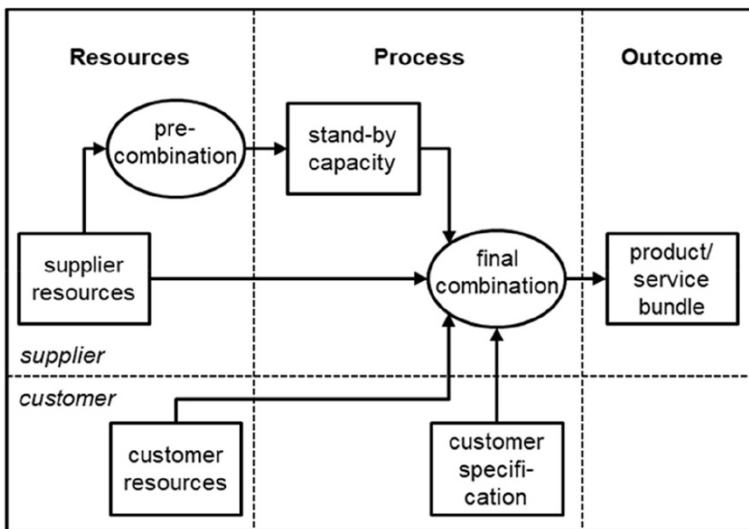 Resources
Process
Outcome
pre-
combination
stand-by
capacity
supplier
resources
final
combination
product/
service
bundle
supplier
customer
customer
resources
customer
specifi-
cation